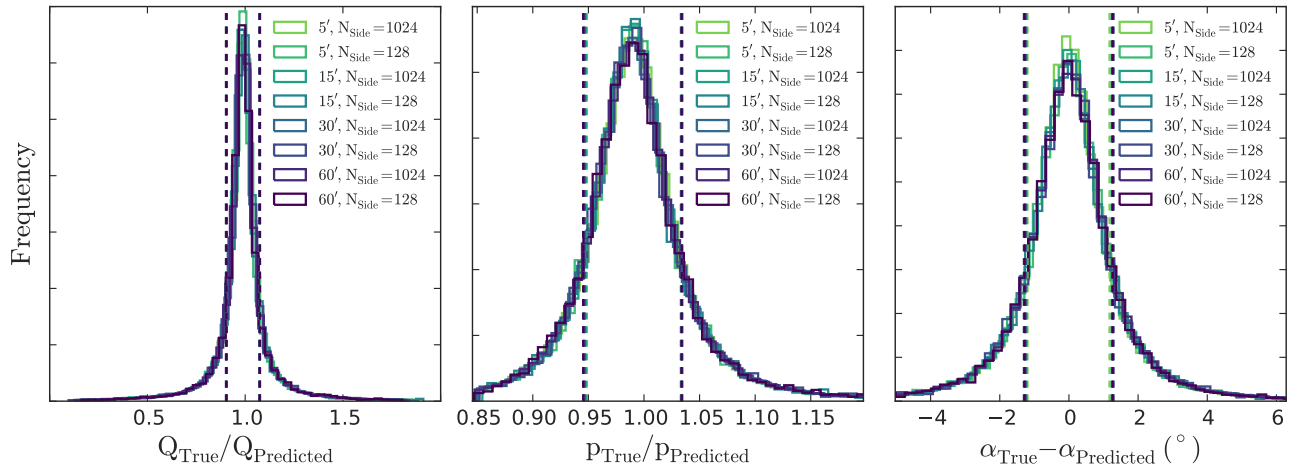 Frequency
5′, N_Side=1024
5′, N_Side=128
15′, N_Side=1024
15′, N_Side=128
30′, N_Side=1024
30′, N_Side=128
60′, N_Side=1024
60′, N_Side=128
0.5 1.0 1.5
Q_True/Q_Predicted
5′, N_Side=1024
5′, N_Side=128
15′, N_Side=1024
15′, N_Side=128
30′, N_Side=1024
30′, N_Side=128
60′, N_Side=1024
60′, N_Side=128
0.85 0.90 0.95 1.00 1.05 1.10 1.15
p_True/p_Predicted
5′, N_Side=1024
5′, N_Side=128
15′, N_Side=1024
15′, N_Side=128
30′, N_Side=1024
30′, N_Side=128
60′, N_Side=1024
60′, N_Side=128
−4 −2 0 2 4 6
α_True−α_Predicted (°)